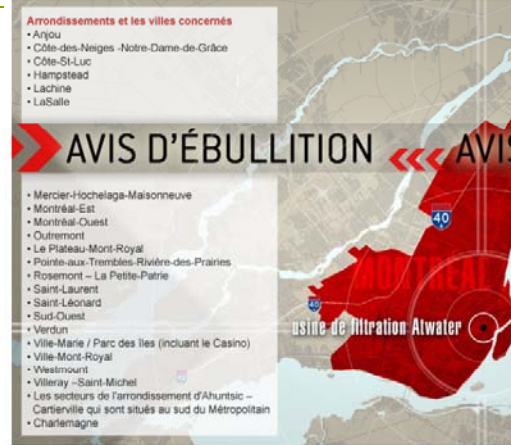 Arrondissements et les villes concernés
• Anjou
• Côte-des-Neiges -Notre-Dame-de-Grâce
• Côte-St-Luc
• Hampstead
• Lachine
• LaSalle
AVIS D'ÉBULLITION <<< AVIS
• Mercier-Hochelaga-Maisonneuve
• Montréal-Est
• Montréal-Ouest
• Outremont
• Le Plateau-Mont-Royal
• Pointe-aux-Trembles-Rivière-des-Prairies
• Rosemont – La Petite-Patrie
• Saint-Laurent
• Saint-Léonard
• Sud-Ouest
• Verdun
• Ville-Marie / Parc des îles (incluant le Casino)
• Ville-Mont-Royal
• Westmount
• Villeray –Saint-Michel
• Les secteurs de l'arrondissement d'Ahuntsic –
Cartierville qui sont situés au sud du Métropolitain
• Charlemagne
40
MONTRÉAL
40
usine de filtration Atwater